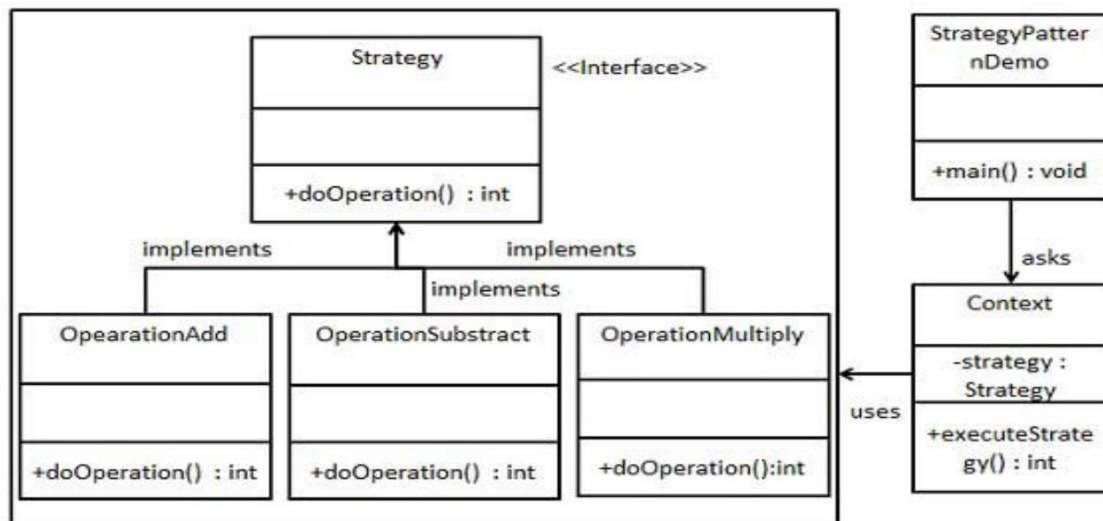 Strategy
<<Interface>>
+doOperation() : int
implements
implements
implements
OpearationAdd
+doOperation() : int
OperationSubstract
+doOperation() : int
OperationMultiply
+doOperation():int
StrategyPatter
nDemo
+main() : void
asks
Context
-strategy :
Strategy
+executeStrate
gy() : int
uses